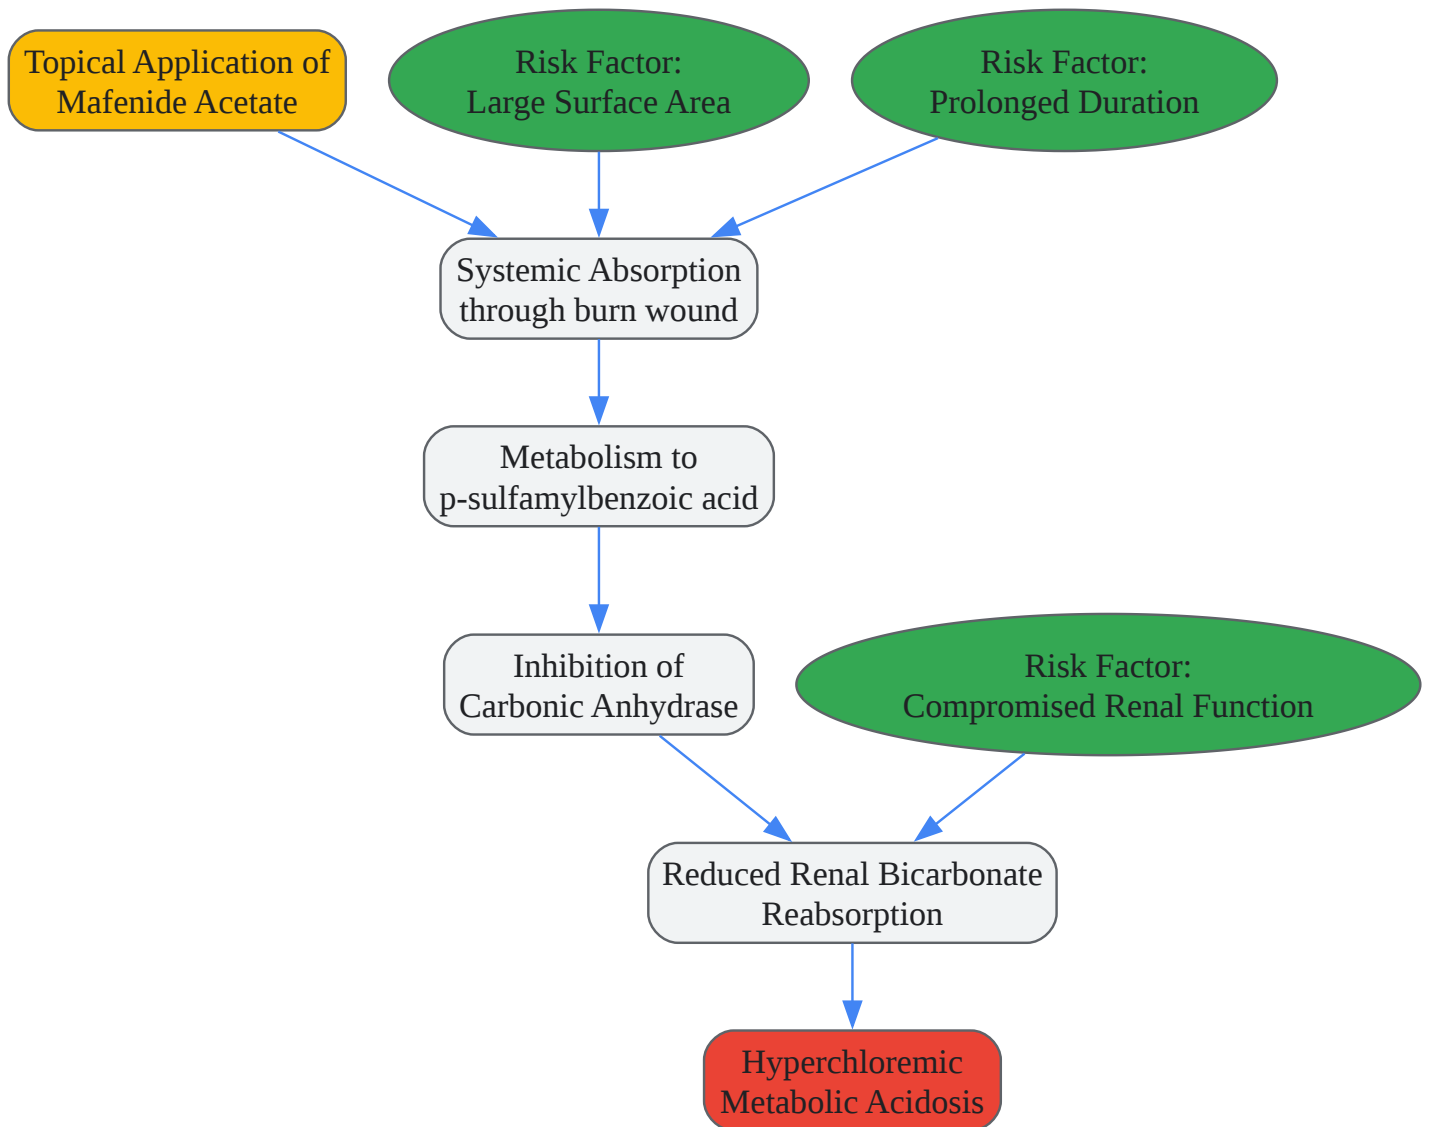 Topical Application of
Mafenide Acetate
Risk Factor:
Large Surface Area
Risk Factor:
Prolonged Duration
Systemic Absorption
through burn wound
Metabolism to
p-sulfamylbenzoic acid
Inhibition of
Carbonic Anhydrase
Risk Factor:
Compromised Renal Function
Reduced Renal Bicarbonate
Reabsorption
Hyperchloremic
Metabolic Acidosis